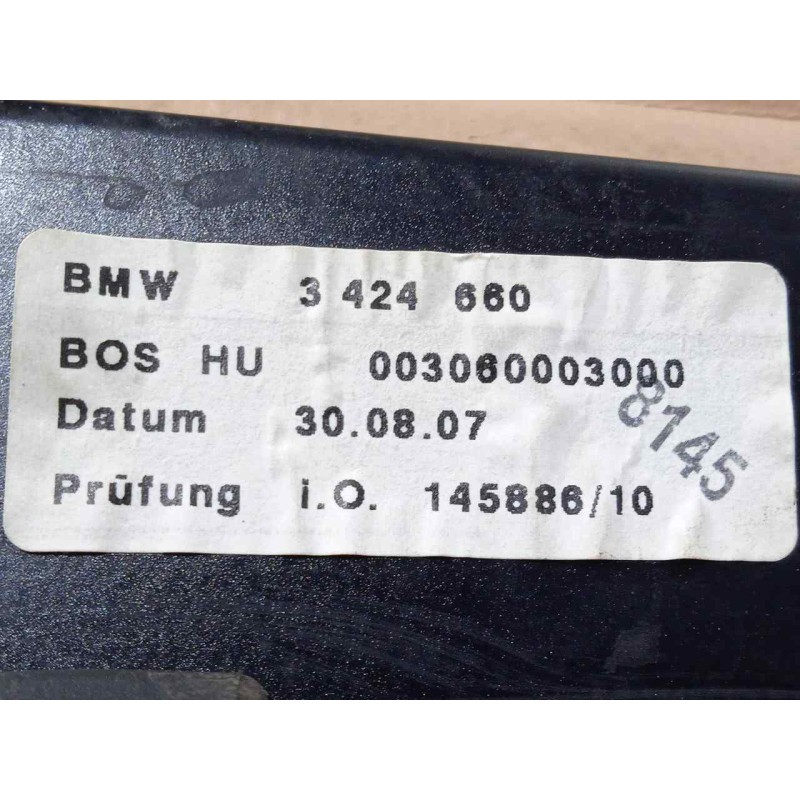 BMW 3 424 660
BOS HU 003060003000
Datum 30.08.07
Prüfung i.O. 145886/10
8145